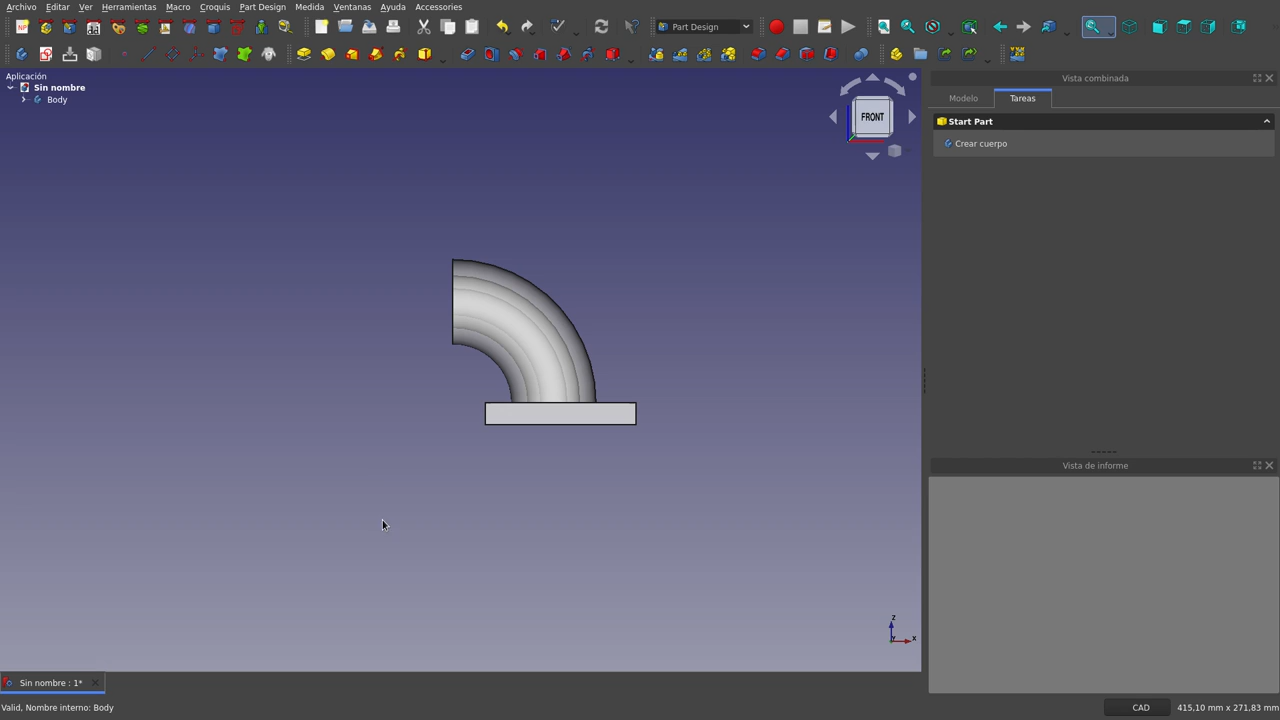 Archivo Editar Ver Herramientas Macro Croquis Part Design Medida Ventanas Ayuda Accessories
Part Design
Aplicación
Sin nombre
Body
FRONT
Vista combinada
Modelo Tareas
Start Part
Crear cuerpo
Vista de informe
Z
Y X
Sin nombre : 1*
Valid, Nombre interno: Body
CAD 415,10 mm x 271,83 mm